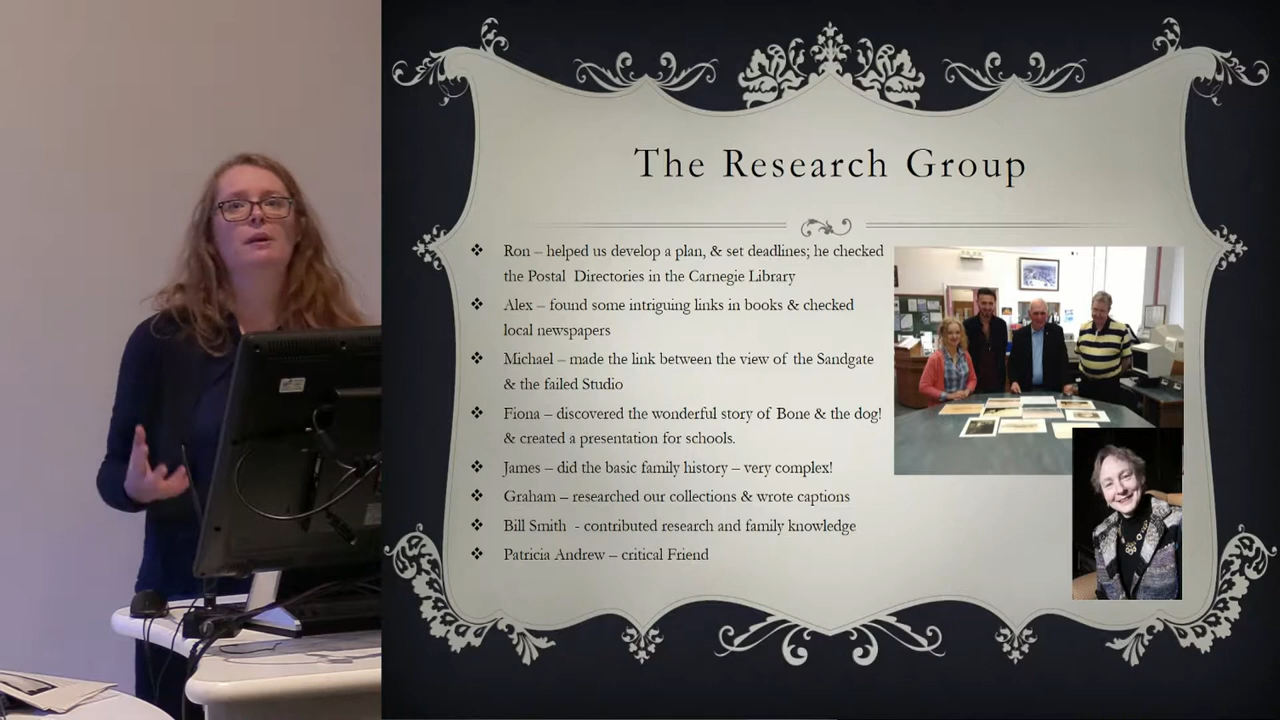 The Research Group
❖ Ron – helped us develop a plan, & set deadlines; he checked
the Postal Directories in the Carnegie Library
❖ Alex – found some intriguing links in books & checked
local newspapers
❖ Michael – made the link between the view of the Sandgate
& the failed Studio
❖ Fiona – discovered the wonderful story of Bone & the dog!
& created a presentation for schools.
❖ James – did the basic family history – very complex!
❖ Graham – researched our collections & wrote captions
❖ Bill Smith - contributed research and family knowledge
❖ Patricia Andrew – critical Friend